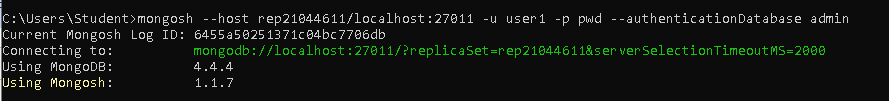 C:\Users\Student>mongosh --host rep21044611/localhost:27011 -u user1 -p pwd --authenticationDatabase admin
Current Mongosh Log ID: 6455a50251371c04bc7706db
Connecting to:          mongodb://localhost:27011/?replicaSet=rep21044611&serverSelectionTimeoutMS=2000
Using MongoDB:          4.4.4
Using Mongosh:          1.1.7